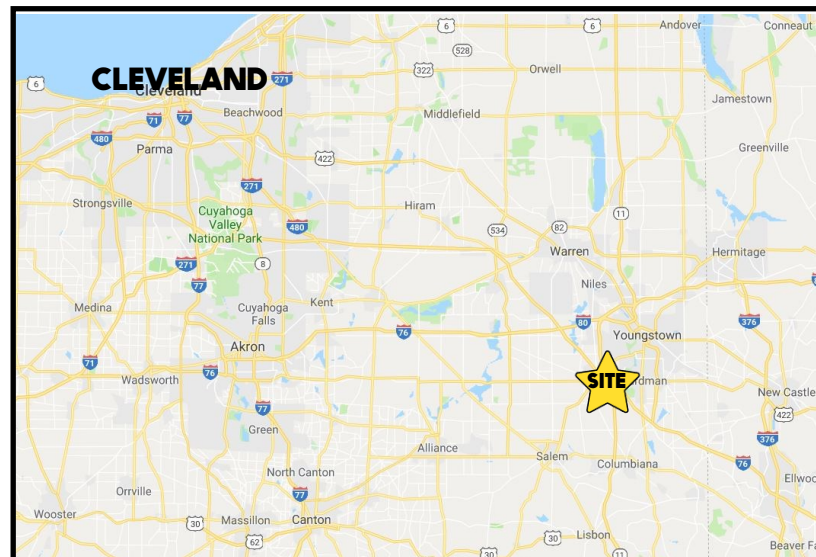 6
6
Andover
Conneaut
528
322
Orwell
CLEVELAND
Cleveland
271
6
Jamestown
Beachwood
Middlefield
71
77
480
Parma
422
Greenville
271
Strongsville
Hiram
Cuyahoga
Valley
National Park
11
480
534
82
Warren
Hermitage
271
8
77
Niles
Medina
Cuyahoga
Falls
Kent
80
376
76
Youngstown
Akron
71
76
Wadsworth
SITE
rdman
New Castle
77
422
Green
376
Alliance
Salem
Columbiana
76
North Canton
Ellwo
Orrville
77
Wooster
30
Massillon
Canton
62
30
Lisbon
30
11
Beaver Fa